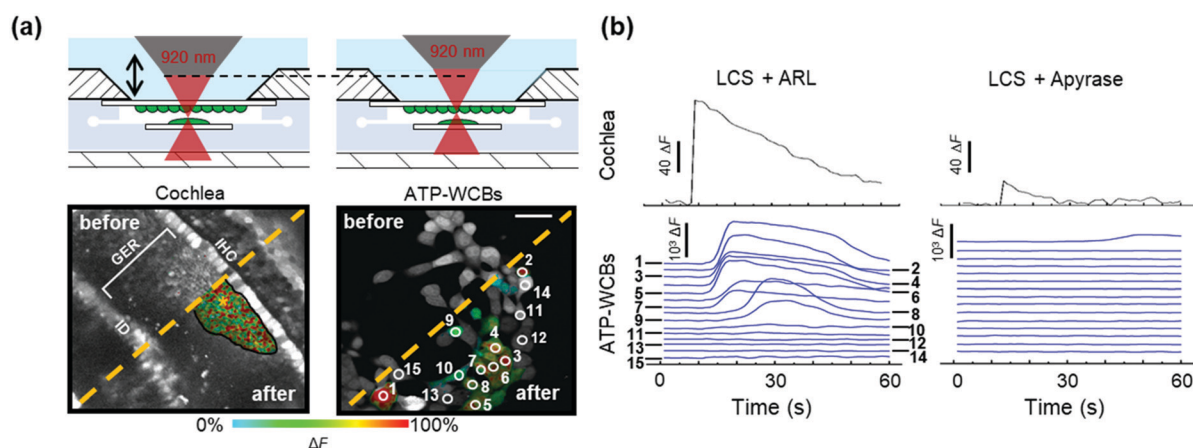 (a)
920 nm
920 nm
Cochlea
ATP-WCBs
before
GER
IHC
ID
after
before
2
14
11
9
12
4
3
7
6
10
15
8
1
13
5
after
0%
100%
ΔF
(b)
LCS + ARL
LCS + Apyrase
Cochlea
40 ΔF
40 ΔF
ATP-WCBs
10³ ΔF
10³ ΔF
1
2
3
4
5
6
7
8
9
10
11
12
13
14
15
0 30 60
0 30 60
Time (s)
Time (s)